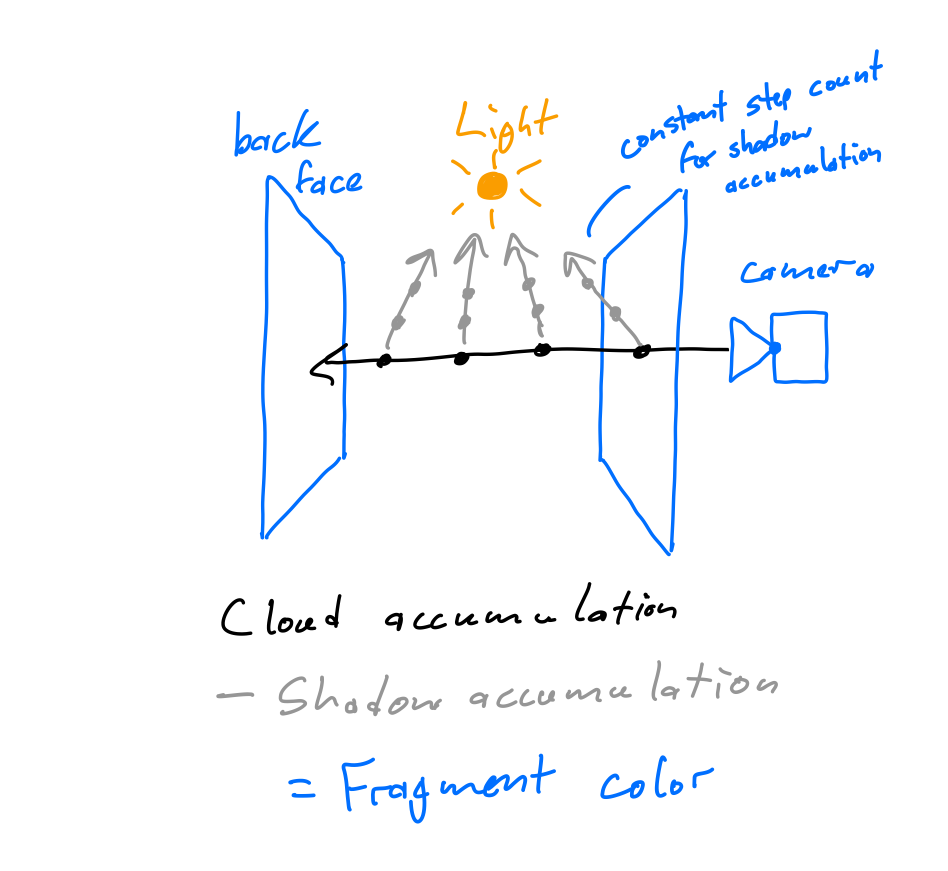 back
face
Light
constant step count
for shadow
accumulation
Camera
Cloud accumulation
— Shadow accumulation
= Fragment color